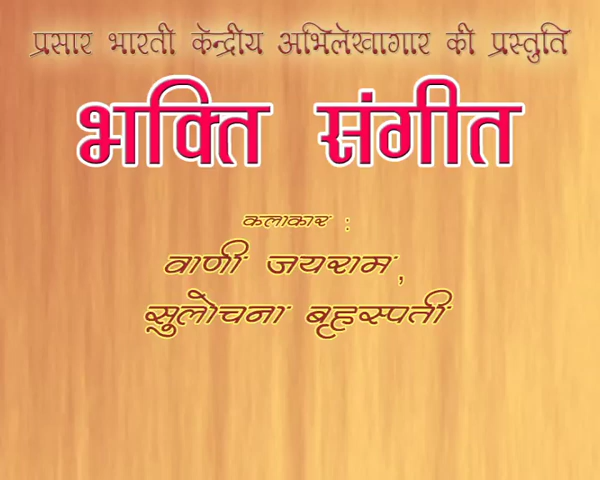 प्रसार भारती केन्द्रीय अभिलेखागार की प्रस्तुति
भक्ति संगीत
कलाकार :
वाणी जयराम,
सुलोचना बृहस्पती